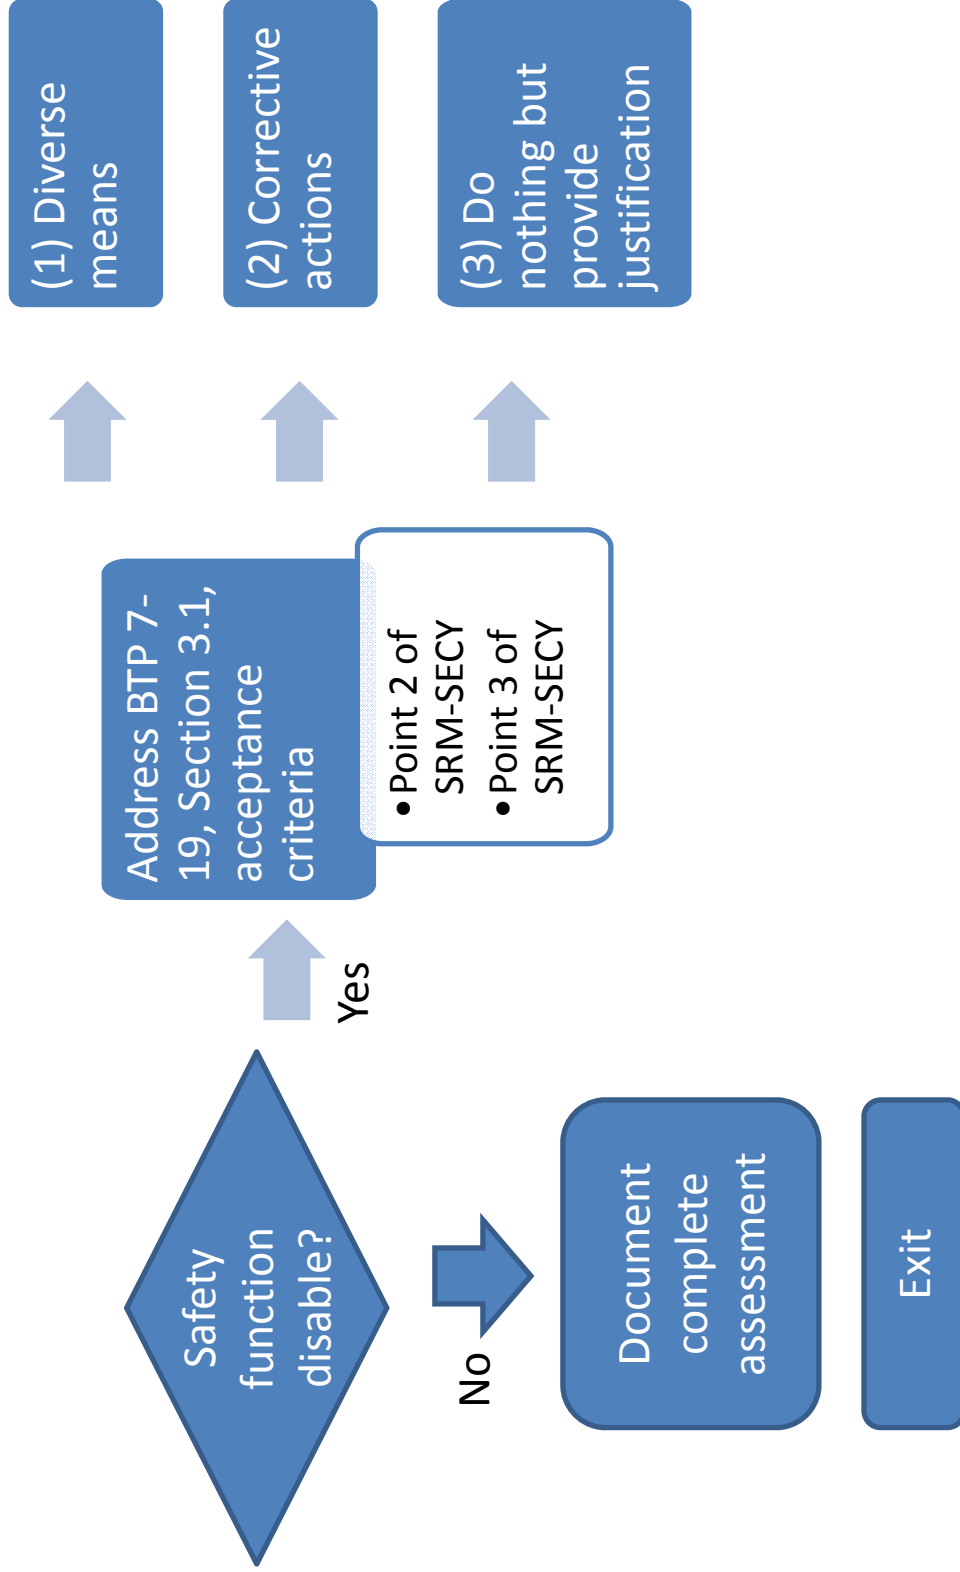 Safety
function
disable?
Yes
No
Document
complete
assessment
Exit
Address BTP 7-
19, Section 3.1,
acceptance
criteria
•Point 2 of
SRM-SECY
•Point 3 of
SRM-SECY
(1) Diverse
means
(2) Corrective
actions
(3) Do
nothing but
provide
justification